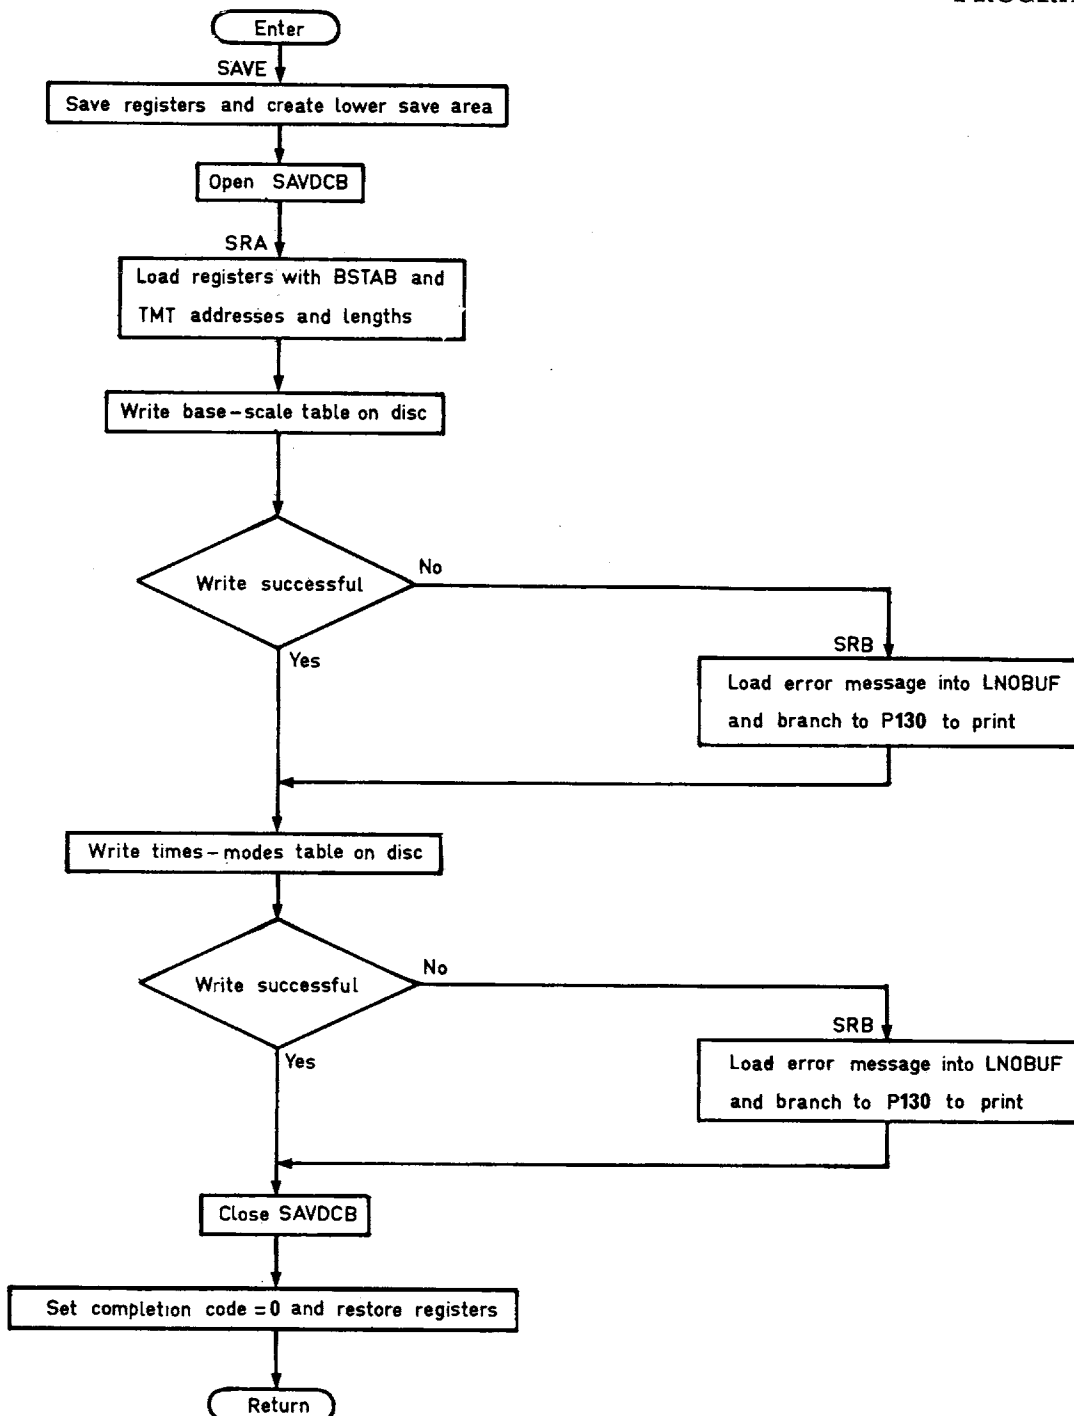 Enter
SAVE
Save registers and create lower save area
Open SAVDCB
SRA
Load registers with BSTAB and
TMT addresses and lengths
Write base-scale table on disc
Write successful
No
Yes
SRB
Load error message into LNOBUF
and branch to P130 to print
Write times-modes table on disc
Write successful
No
Yes
SRB
Load error message into LNOBUF
and branch to P130 to print
Close SAVDCB
Set completion code = 0 and restore registers
Return